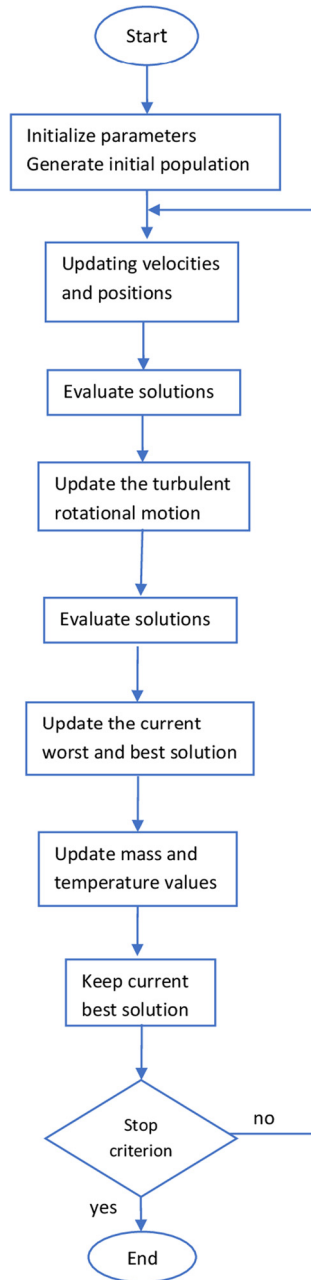 Start
Initialize parameters
Generate initial population
Updating velocities
and positions
Evaluate solutions
Update the turbulent
rotational motion
Evaluate solutions
Update the current
worst and best solution
Update mass and
temperature values
Keep current
best solution
Stop
criterion
no
yes
End